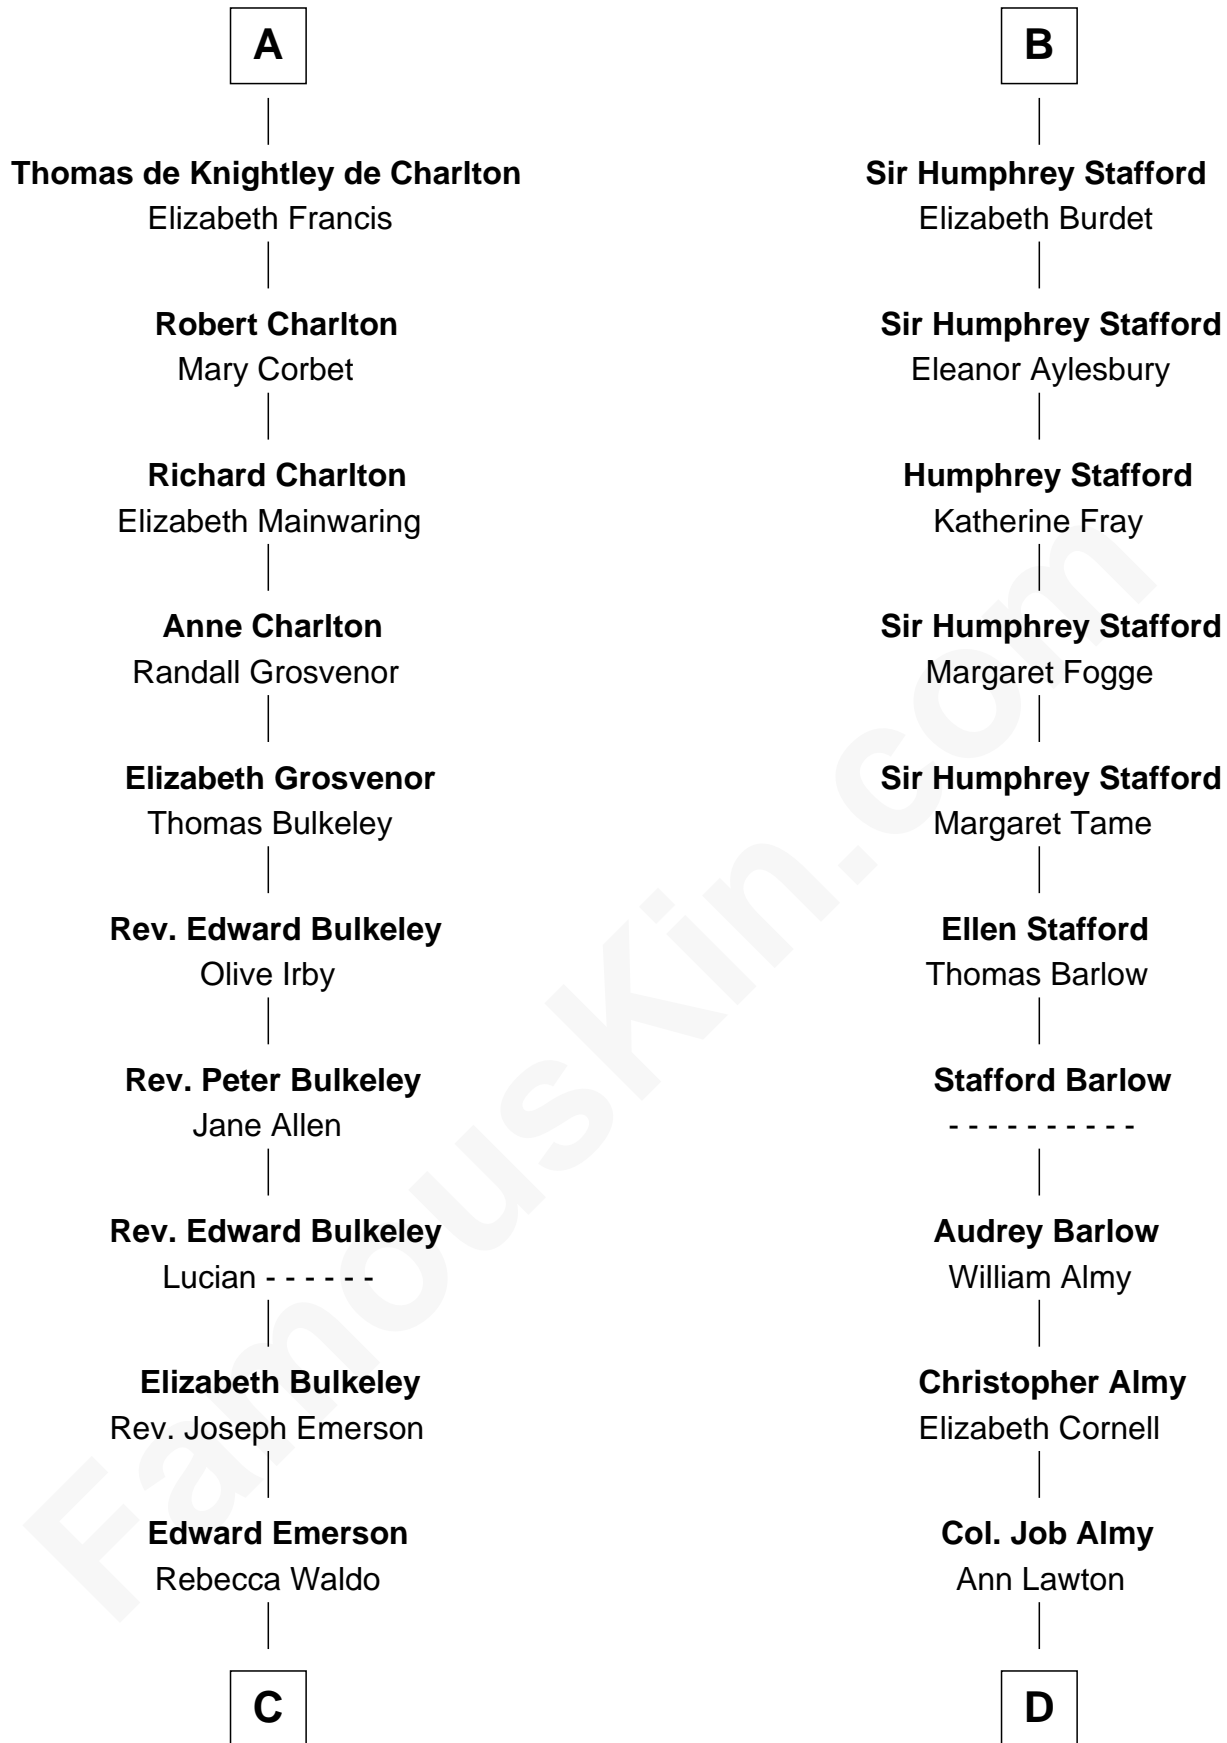 A
Thomas de Knightley de Charlton
Elizabeth Francis
Robert Charlton
Mary Corbet
Richard Charlton
Elizabeth Mainwaring
Anne Charlton
Randall Grosvenor
Elizabeth Grosvenor
Thomas Bulkeley
Rev. Edward Bulkeley
Olive Irby
Rev. Peter Bulkeley
Jane Allen
Rev. Edward Bulkeley
Lucian - - - - - -
Elizabeth Bulkeley
Rev. Joseph Emerson
Edward Emerson
Rebecca Waldo
C
B
Sir Humphrey Stafford
Elizabeth Burdet
Sir Humphrey Stafford
Eleanor Aylesbury
Humphrey Stafford
Katherine Fray
Sir Humphrey Stafford
Margaret Fogge
Sir Humphrey Stafford
Margaret Tame
Ellen Stafford
Thomas Barlow
Stafford Barlow
- - - - - - - - - -
Audrey Barlow
William Almy
Christopher Almy
Elizabeth Cornell
Col. Job Almy
Ann Lawton
D
FamousKin.com